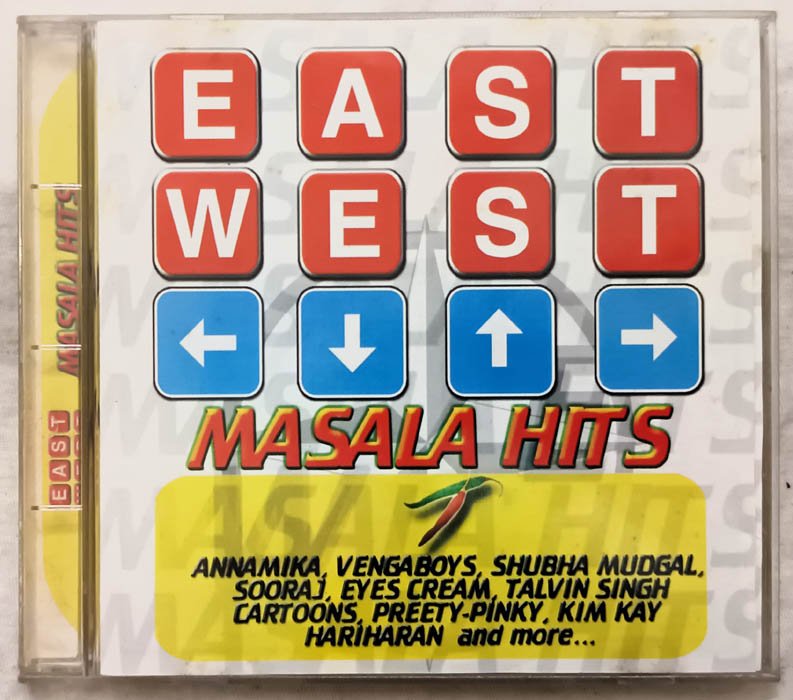 EAST
WEST
MASALA HITS
ANNAMIKA, VENGABOYS, SHUBHA MUDGAL,
SOORAJ, EYES CREAM, TALVIN SINGH
CARTOONS, PREETY-PINKY, KIM KAY
HARIHARAN and more...
MASALA HITS
EAST